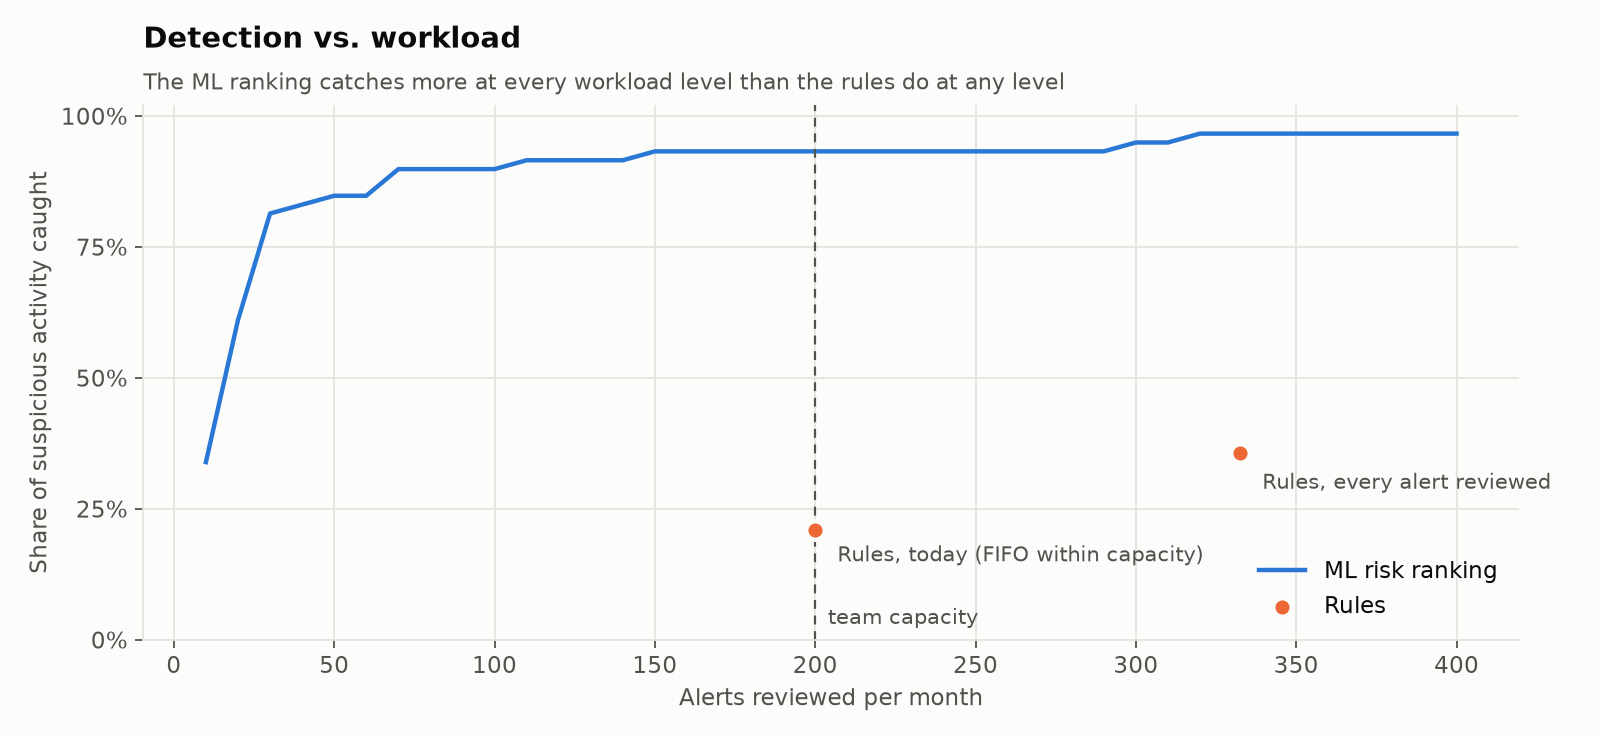 Detection vs. workload
The ML ranking catches more at every workload level than the rules do at any level
Share of suspicious activity caught
100%
75%
50%
25%
0%
Rules, every alert reviewed
Rules, today (FIFO within capacity)
team capacity
ML risk ranking
Rules
0 50 100 150 200 250 300 350 400
Alerts reviewed per month